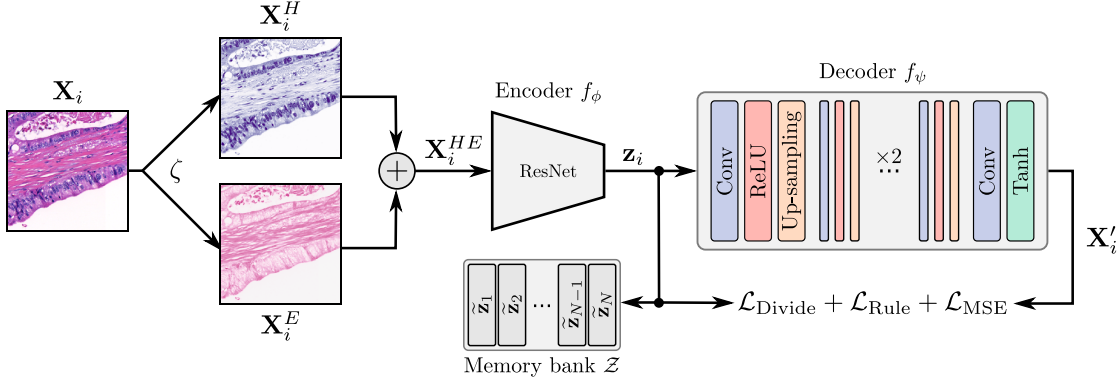 X_i
ζ
X_i^H
X_i^E
+
X_i^{HE}
Encoder f_ϕ
ResNet
z_i
Decoder f_ψ
Conv
ReLU
Up-sampling
×2
...
Conv
Tanh
X'_i
z̃_1
z̃_2
...
z̃_{N−1}
z̃_N
Memory bank 𝒵
ℒ_Divide + ℒ_Rule + ℒ_MSE